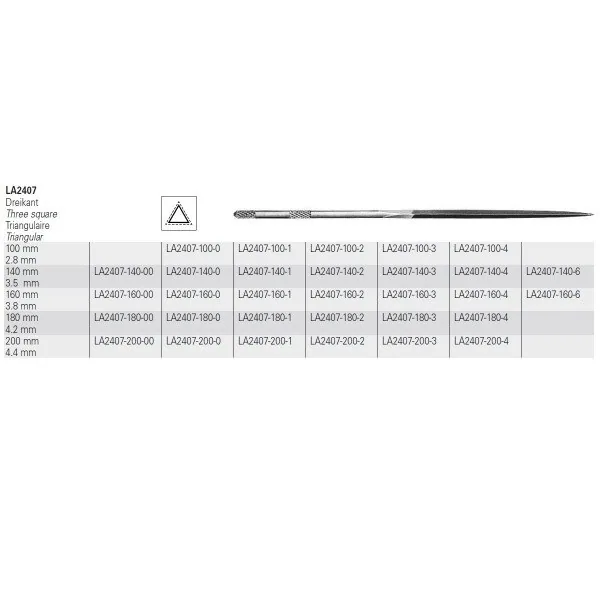 LA2407
Dreikant
Three square
Triangulaire
Triangular
100 mm LA2407-100-0 LA2407-100-1 LA2407-100-2 LA2407-100-3 LA2407-100-4
2.8 mm
140 mm LA2407-140-00 LA2407-140-0 LA2407-140-1 LA2407-140-2 LA2407-140-3 LA2407-140-4 LA2407-140-6
3.5 mm
160 mm LA2407-160-00 LA2407-160-0 LA2407-160-1 LA2407-160-2 LA2407-160-3 LA2407-160-4 LA2407-160-6
3.8 mm
180 mm LA2407-180-00 LA2407-180-0 LA2407-180-1 LA2407-180-2 LA2407-180-3 LA2407-180-4
4.2 mm
200 mm LA2407-200-00 LA2407-200-0 LA2407-200-1 LA2407-200-2 LA2407-200-3 LA2407-200-4
4.4 mm